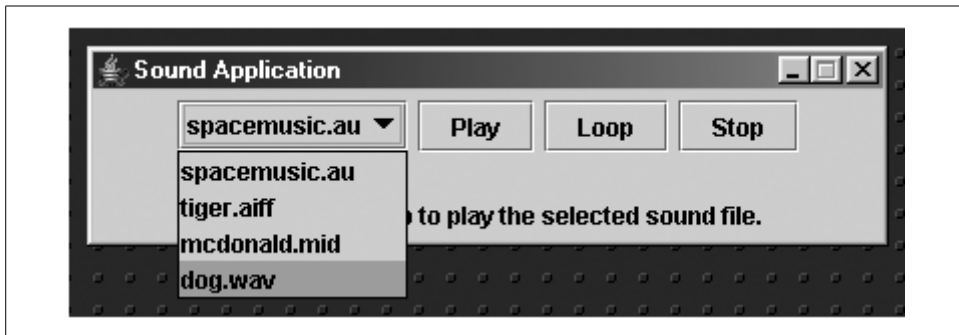 Sound Application
spacemusic.au Play Loop Stop
spacemusic.au
tiger.aiff
to play the selected sound file.
mcdonald.mid
dog.wav